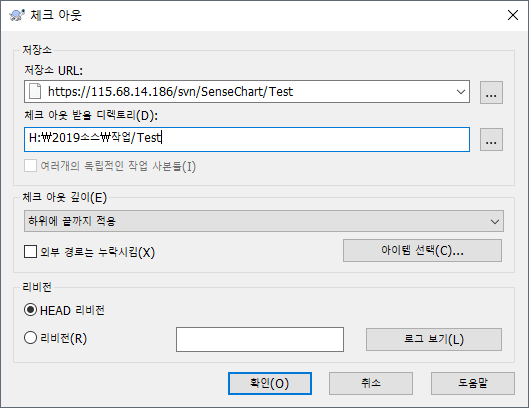 체크 아웃
저장소
저장소 URL:
https://115.68.14.186/svn/SenseChart/Test
...
체크 아웃 받을 디렉토리(D):
H:₩2019소스₩작업/Test
...
여러개의 독립적인 작업 사본들(I)
체크 아웃 깊이(E)
하위에 끝까지 적용
외부 경로는 누락시킴(X)
아이템 선택(C)...
리비전
HEAD 리비전
리비전(R)
로그 보기(L)
확인(O)
취소
도움말